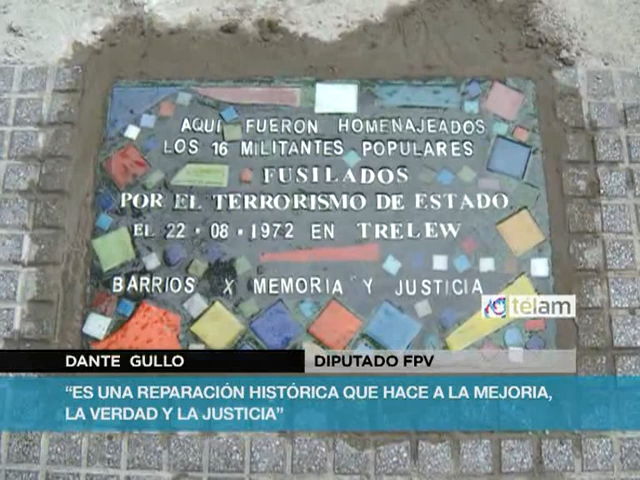 AQUI FUERON HOMENAJEADOS
LOS 16 MILITANTES POPULARES
FUSILADOS
POR EL TERRORISMO DE ESTADO
EL 22·08·1972 EN TRELEW
BARRIOS X MEMORIA Y JUSTICIA
télam
DANTE GULLO
DIPUTADO FPV
“ES UNA REPARACIÓN HISTÓRICA QUE HACE A LA MEJORIA,
LA VERDAD Y LA JUSTICIA”